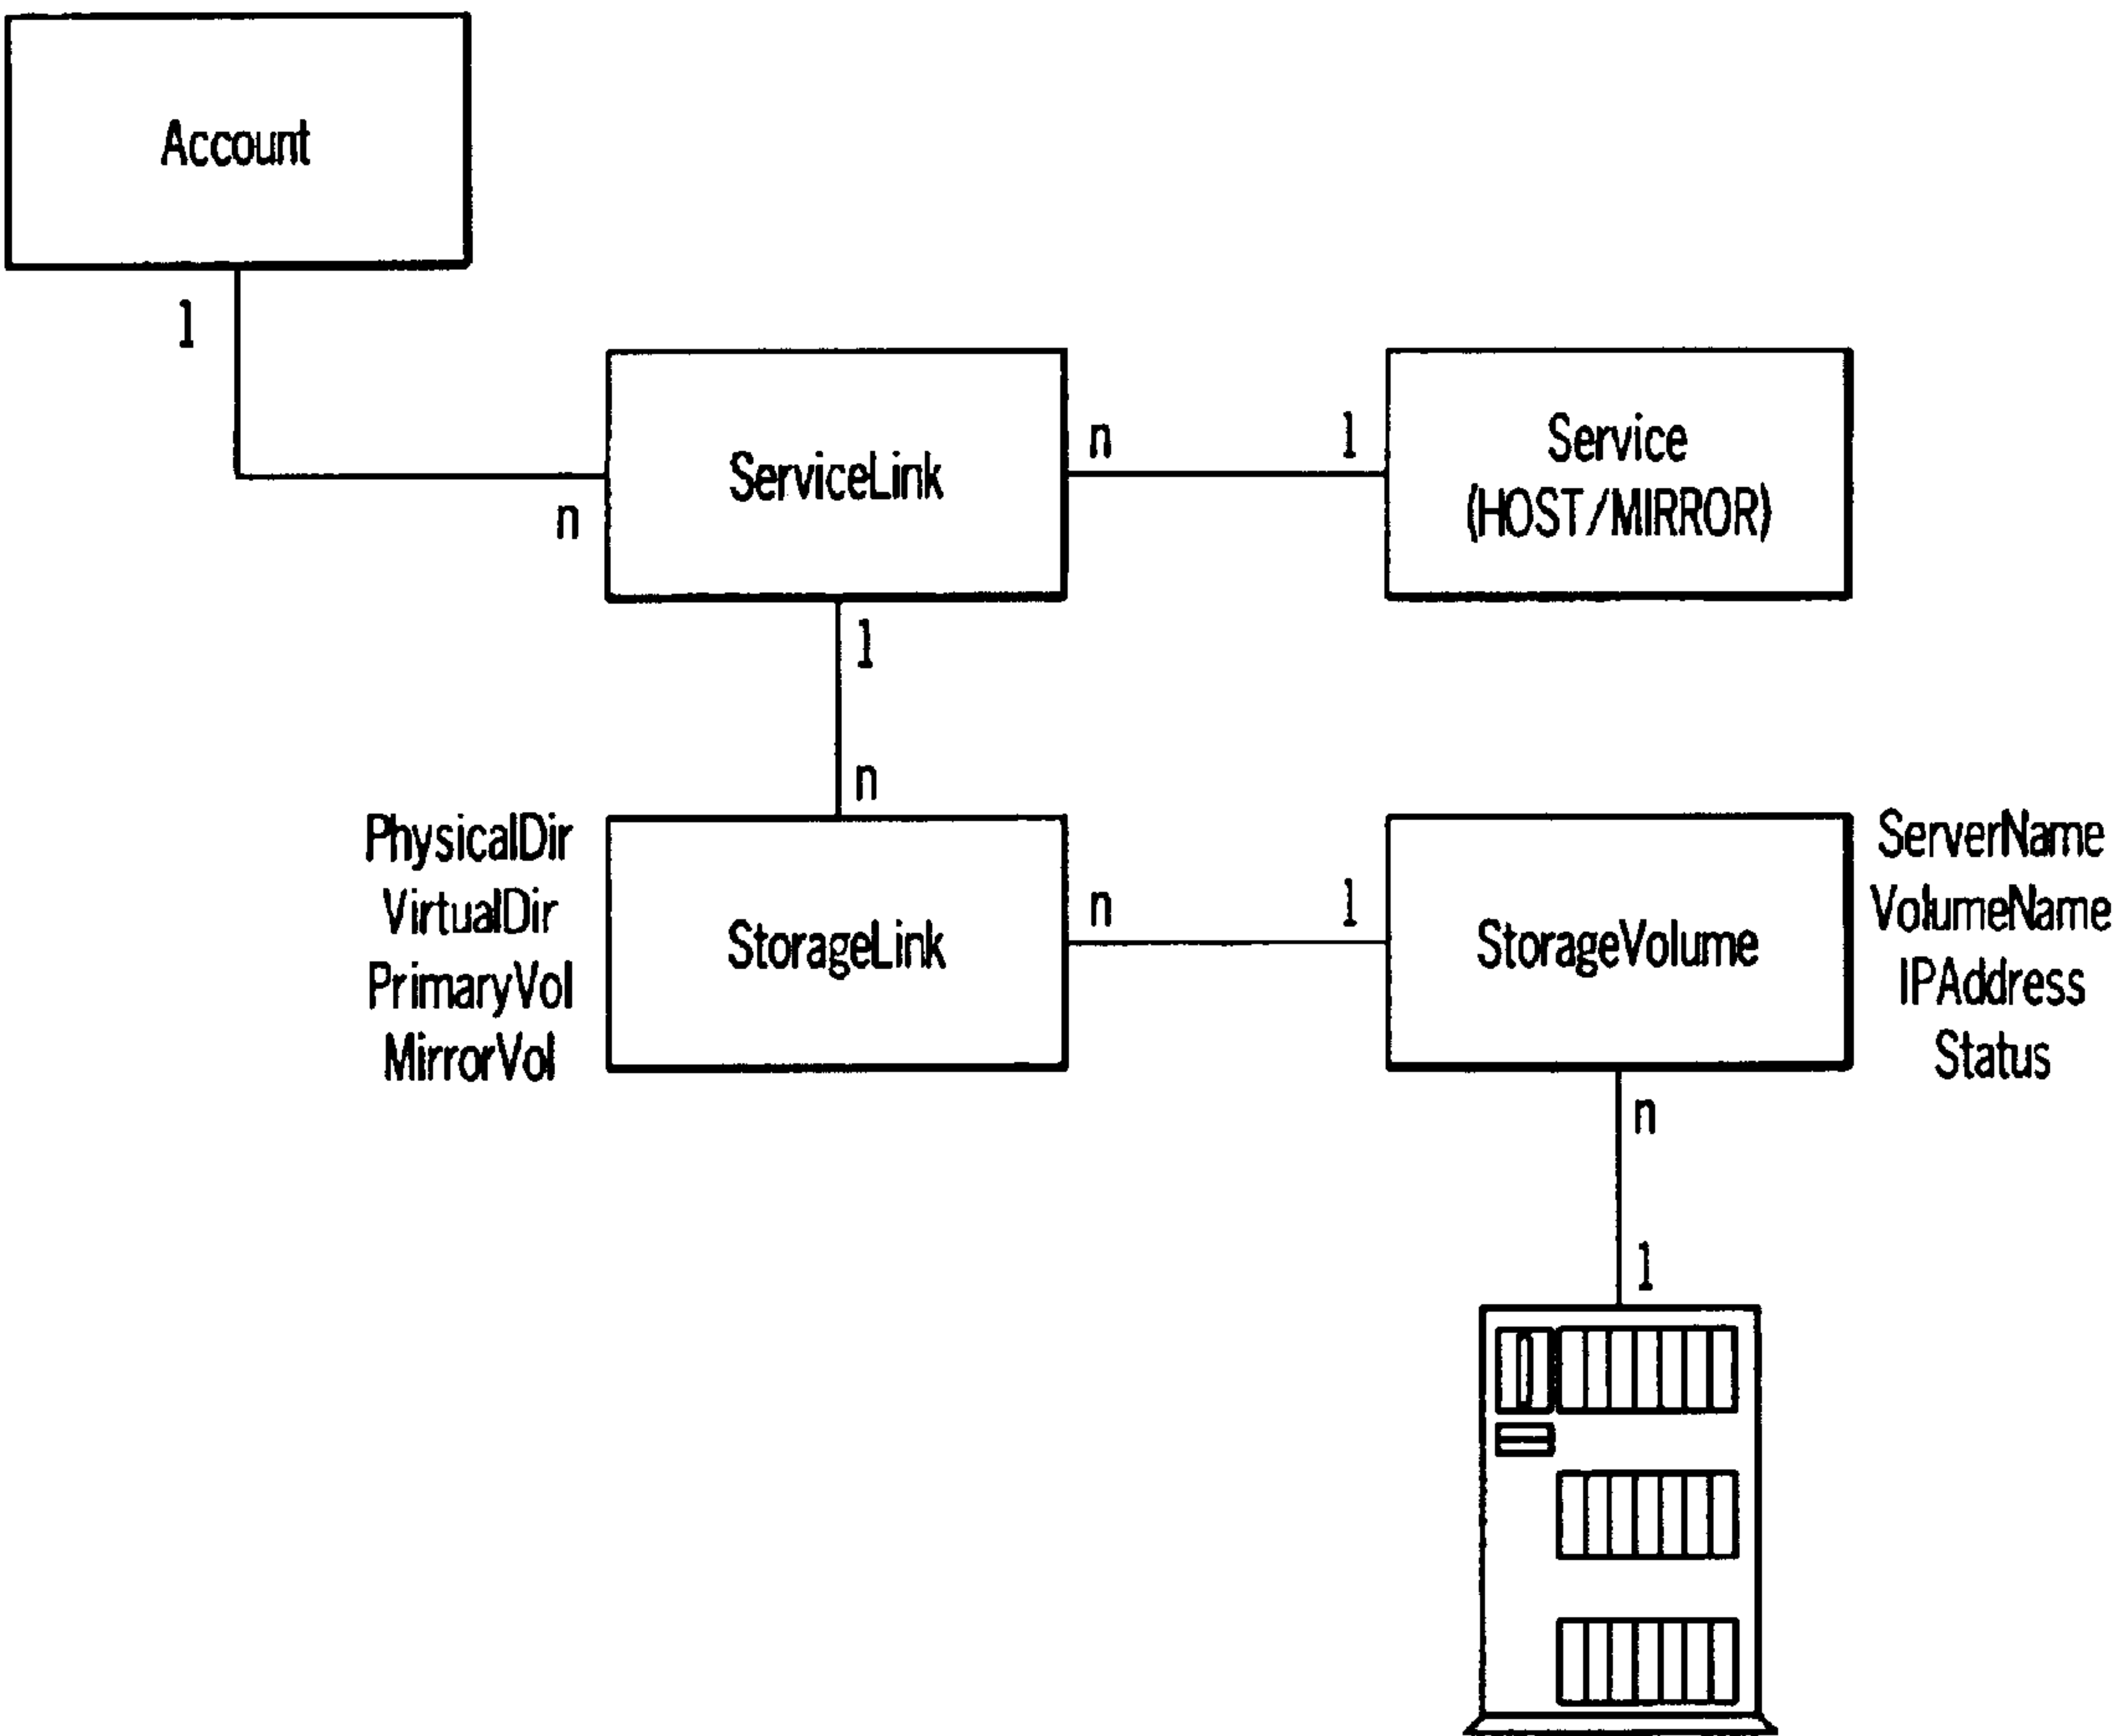 Account
1
n
ServiceLink
n
1
Service
(HOST/MIRROR)
1
n
PhysicalDir
VirtualDir
PrimaryVol
MirrorVol
StorageLink
n
1
StorageVolume
ServerName
VolumeName
IPAddress
Status
n
1